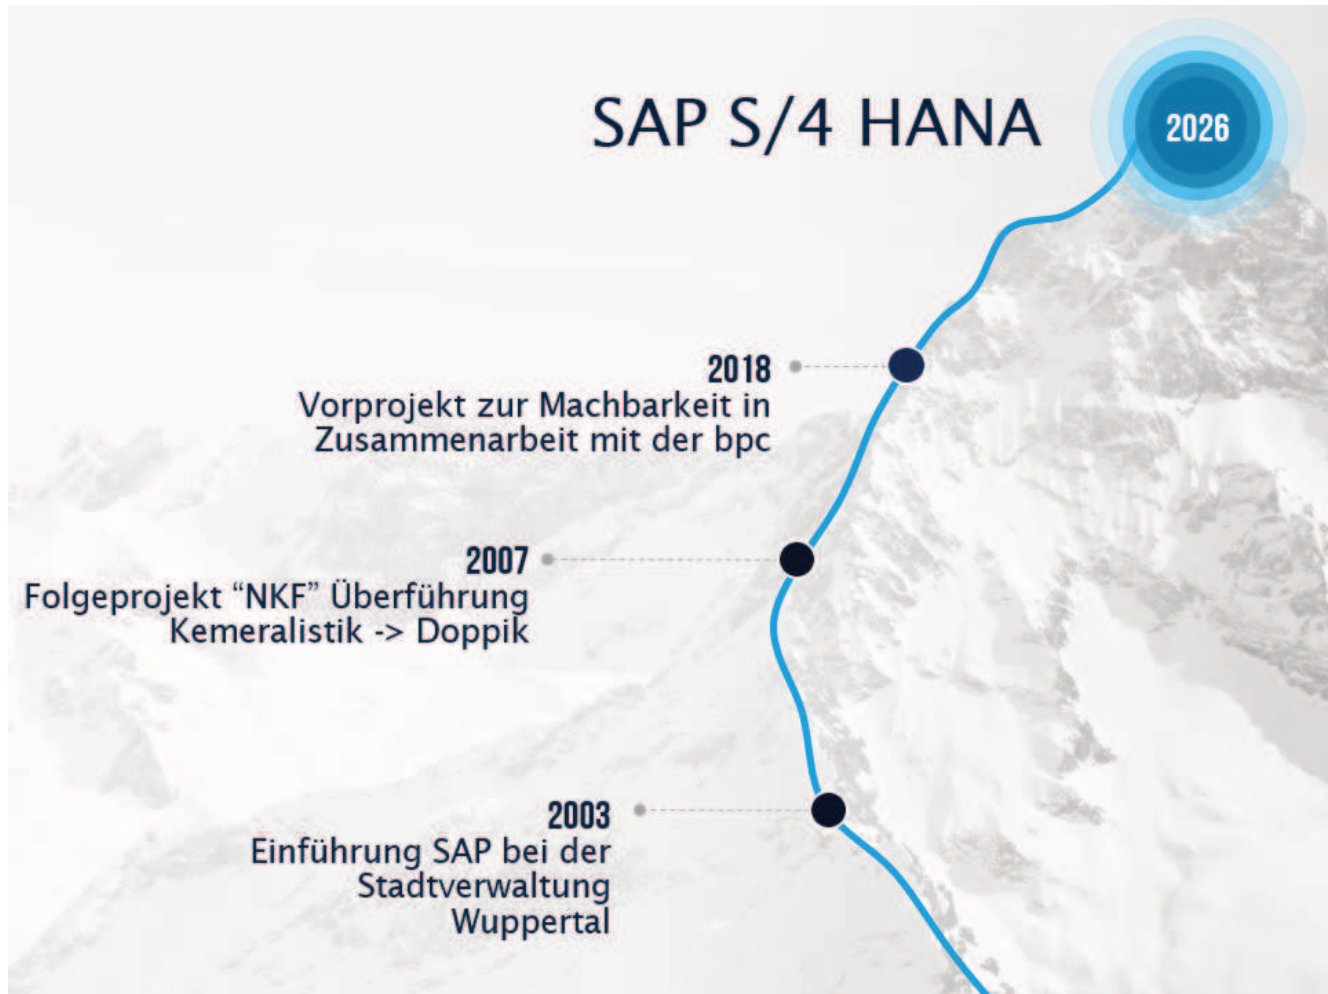 SAP S/4 HANA
2026
2018
Vorprojekt zur Machbarkeit in
Zusammenarbeit mit der bpc
2007
Folgeprojekt “NKF” Überführung
Kemeralistik -> Doppik
2003
Einführung SAP bei der
Stadtverwaltung
Wuppertal